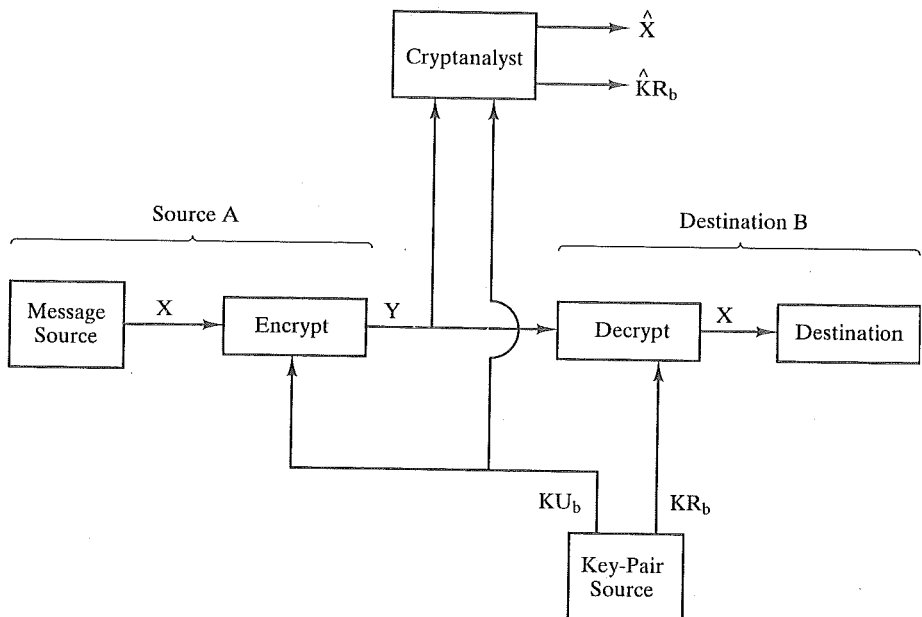 X̂
Cryptanalyst
K̂R_b
Source A
Destination B
Message
Source
X
Encrypt
Y
Decrypt
X
Destination
KU_b
KR_b
Key-Pair
Source